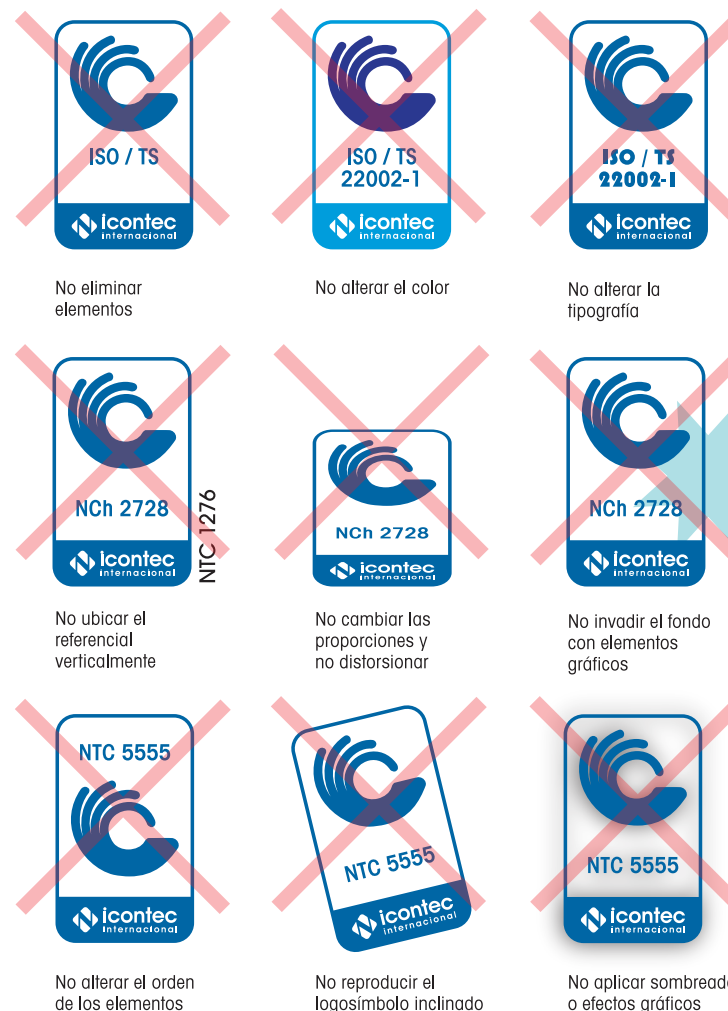 ISO / TS
icontec
internacional
No eliminar
elementos
ISO / TS
22002-1
icontec
internacional
No alterar el color
ISO / TS
22002-1
icontec
internacional
No alterar la
tipografía
NCh 2728
icontec
internacional
NTC 1276
No ubicar el
referencial
verticalmente
NCh 2728
icontec
internacional
No cambiar las
proporciones y
no distorsionar
NCh 2728
icontec
internacional
No invadir el fondo
con elementos
gráficos
NTC 5555
icontec
internacional
No alterar el orden
de los elementos
NTC 5555
icontec
internacional
No reproducir el
logosímbolo inclinado
NTC 5555
icontec
internacional
No aplicar sombreado
o efectos gráficos